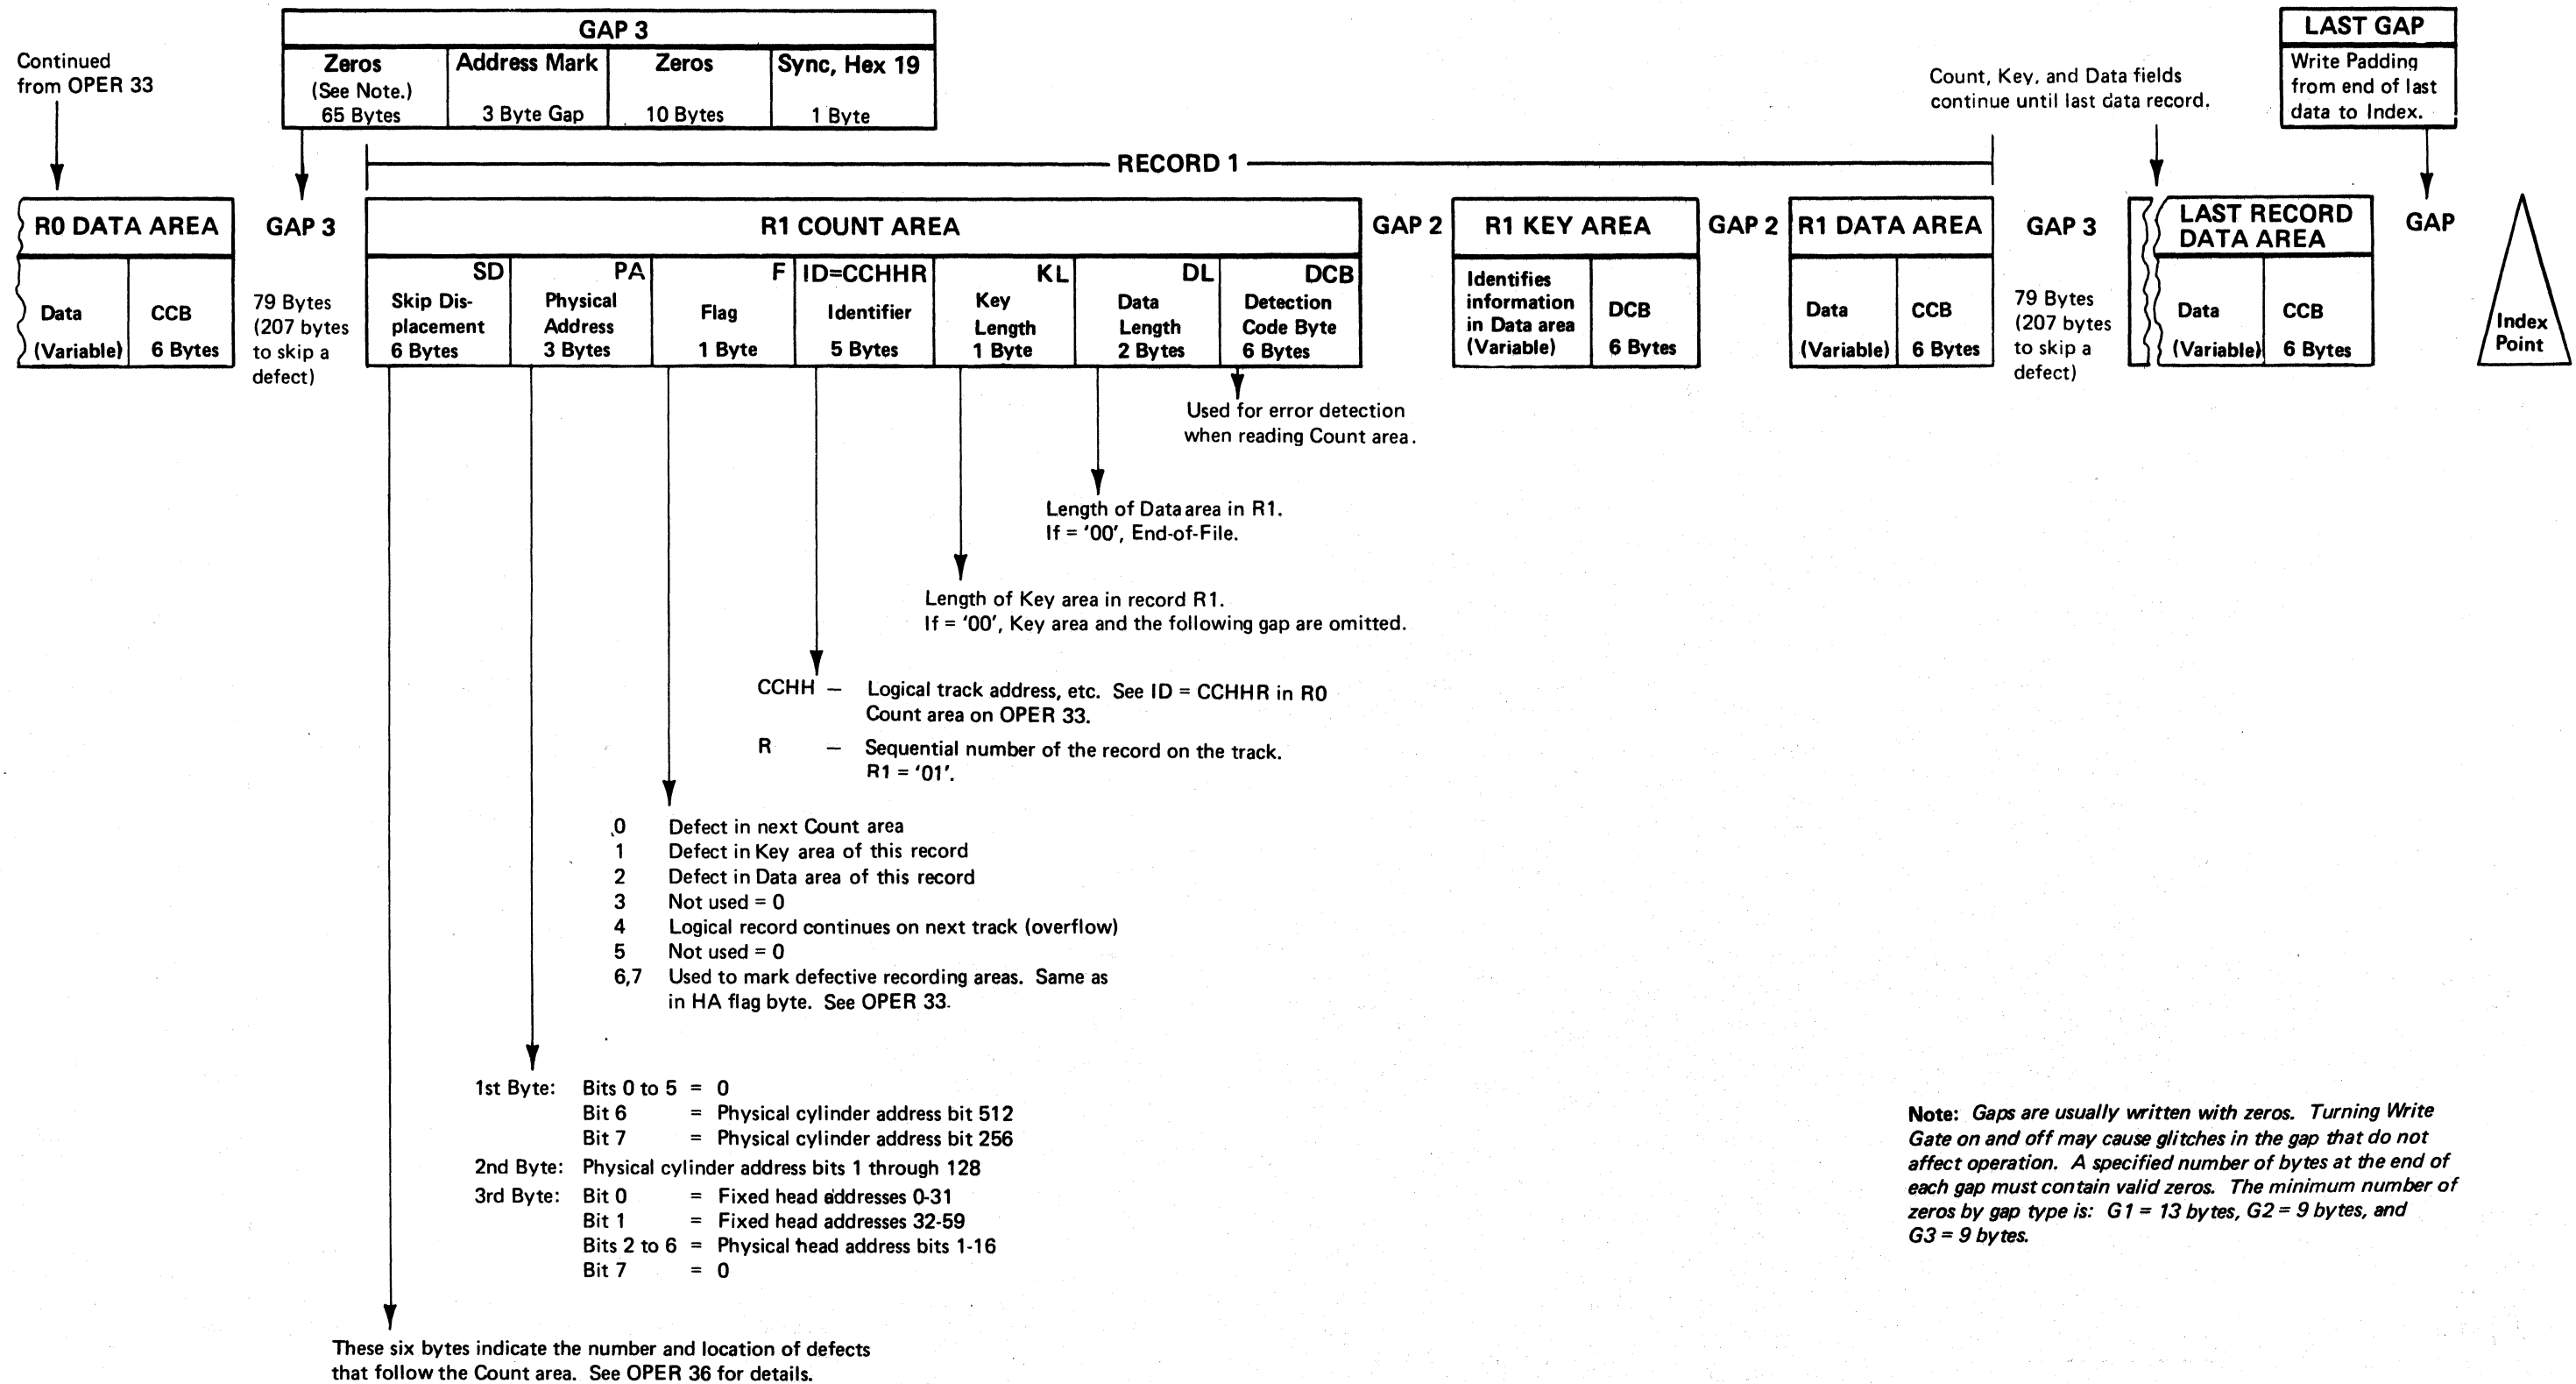 Continued
from OPER 33
GAP 3
Zeros
(See Note.)
65 Bytes
Address Mark
3 Byte Gap
Zeros
10 Bytes
Sync, Hex 19
1 Byte
Count, Key, and Data fields
continue until last data record.
LAST GAP
Write Padding
from end of last
data to Index.
RECORD 1
R0 DATA AREA
Data
(Variable)
CCB
6 Bytes
GAP 3
79 Bytes
(207 bytes
to skip a
defect)
R1 COUNT AREA
SD
Skip Dis-
placement
6 Bytes
PA
Physical
Address
3 Bytes
F
Flag
1 Byte
ID=CCHHR
Identifier
5 Bytes
KL
Key
Length
1 Byte
DL
Data
Length
2 Bytes
DCB
Detection
Code Byte
6 Bytes
GAP 2
R1 KEY AREA
Identifies
information
in Data area
(Variable)
DCB
6 Bytes
GAP 2
R1 DATA AREA
Data
(Variable)
CCB
6 Bytes
GAP 3
79 Bytes
(207 bytes
to skip a
defect)
LAST RECORD
DATA AREA
Data
(Variable)
CCB
6 Bytes
GAP
Index
Point
Used for error detection
when reading Count area.
Length of Data area in R1.
If = '00', End-of-File.
Length of Key area in record R1.
If = '00', Key area and the following gap are omitted.
CCHH – Logical track address, etc. See ID = CCHHR in R0
Count area on OPER 33.
R – Sequential number of the record on the track.
R1 = '01'.
0 Defect in next Count area
1 Defect in Key area of this record
2 Defect in Data area of this record
3 Not used = 0
4 Logical record continues on next track (overflow)
5 Not used = 0
6,7 Used to mark defective recording areas. Same as
in HA flag byte. See OPER 33.
1st Byte: Bits 0 to 5 = 0
Bit 6 = Physical cylinder address bit 512
Bit 7 = Physical cylinder address bit 256
2nd Byte: Physical cylinder address bits 1 through 128
3rd Byte: Bit 0 = Fixed head addresses 0-31
Bit 1 = Fixed head addresses 32-59
Bits 2 to 6 = Physical head address bits 1-16
Bit 7 = 0
These six bytes indicate the number and location of defects
that follow the Count area. See OPER 36 for details.
Note: Gaps are usually written with zeros. Turning Write
Gate on and off may cause glitches in the gap that do not
affect operation. A specified number of bytes at the end of
each gap must contain valid zeros. The minimum number of
zeros by gap type is: G1 = 13 bytes, G2 = 9 bytes, and
G3 = 9 bytes.